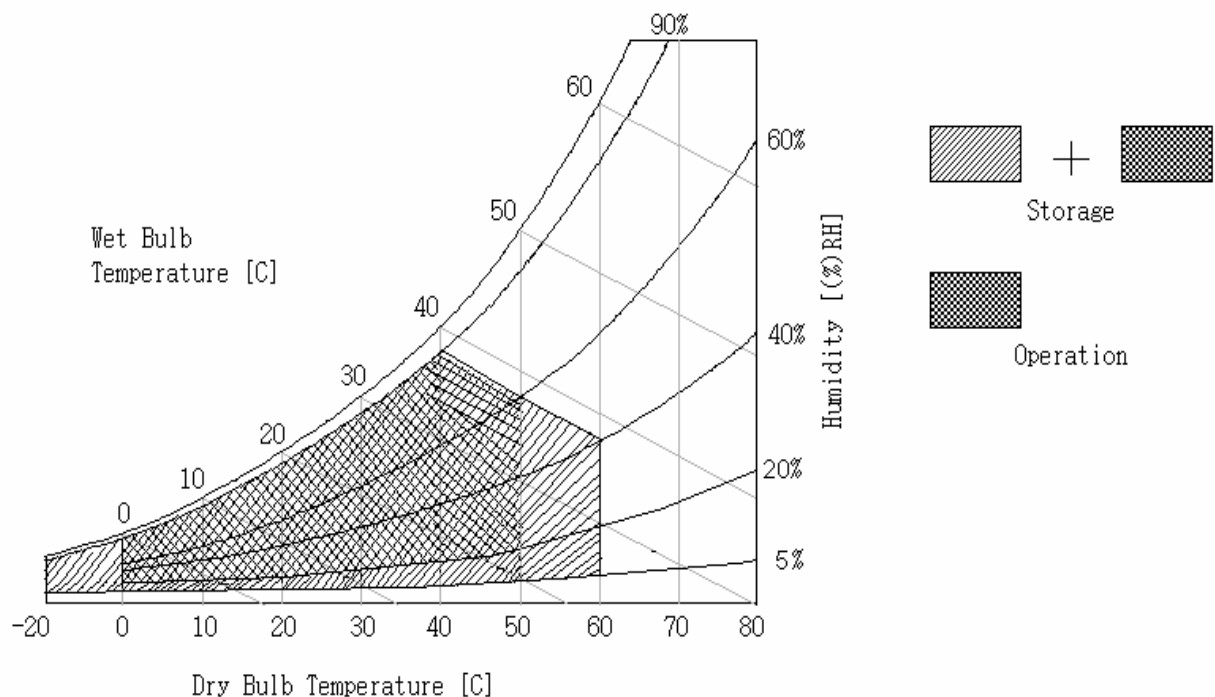 90%
60
60%
50
Storage
Wet Bulb
Temperature [C]
40
40%
Humidity [(%)RH]
Operation
30
20
20%
10
0
5%
-20 0 10 20 30 40 50 60 80
Dry Bulb Temperature [C]